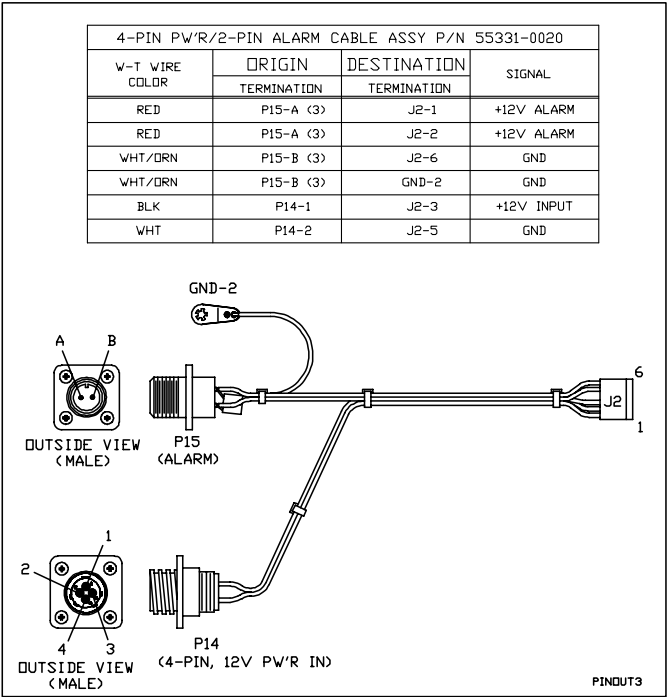 4-PIN PW'R/2-PIN ALARM CABLE ASSY P/N 55331-0020
W-T WIRE COLOR ORIGIN DESTINATION SIGNAL
TERMINATION TERMINATION
RED P15-A (3) J2-1 +12V ALARM
RED P15-A (3) J2-2 +12V ALARM
WHT/ORN P15-B (3) J2-6 GND
WHT/ORN P15-B (3) GND-2 GND
BLK P14-1 J2-3 +12V INPUT
WHT P14-2 J2-5 GND
GND-2
A B
6
J2
1
OUTSIDE VIEW
(MALE)
P15
(ALARM)
1
2
4 3
OUTSIDE VIEW
(MALE)
P14
(4-PIN, 12V PW'R IN)
PINOUT3